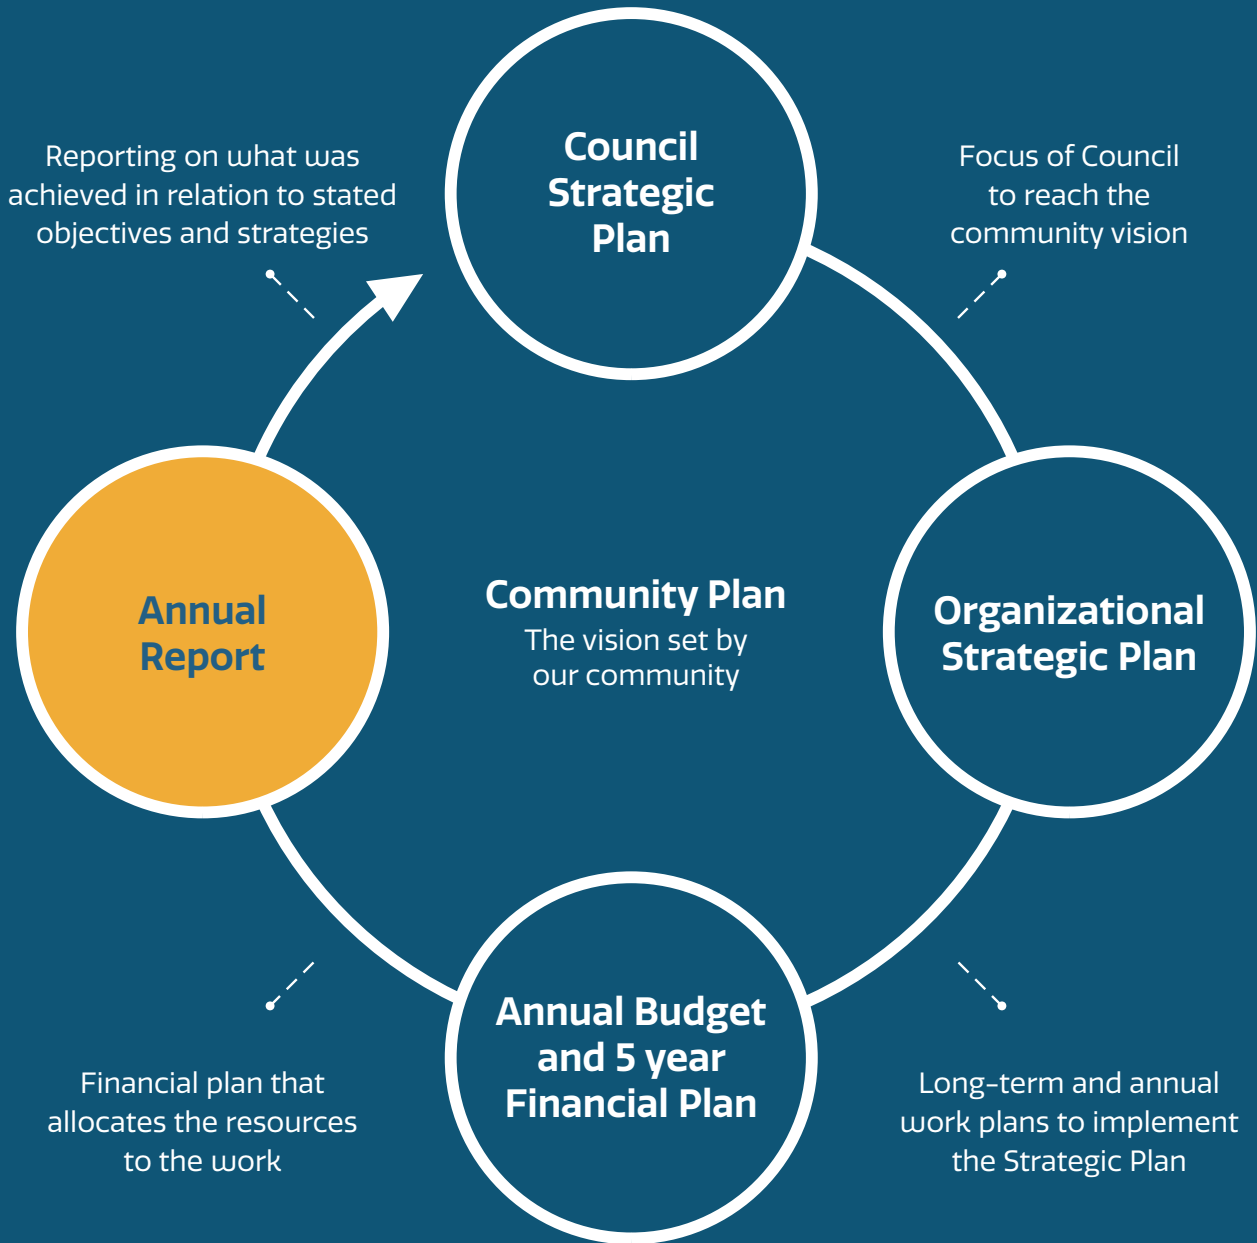 Council
Strategic
Plan
Reporting on what was
achieved in relation to stated
objectives and strategies
Focus of Council
to reach the
community vision
Annual
Report
Community Plan
The vision set by
our community
Organizational
Strategic Plan
Annual Budget
and 5 year
Financial Plan
Financial plan that
allocates the resources
to the work
Long-term and annual
work plans to implement
the Strategic Plan